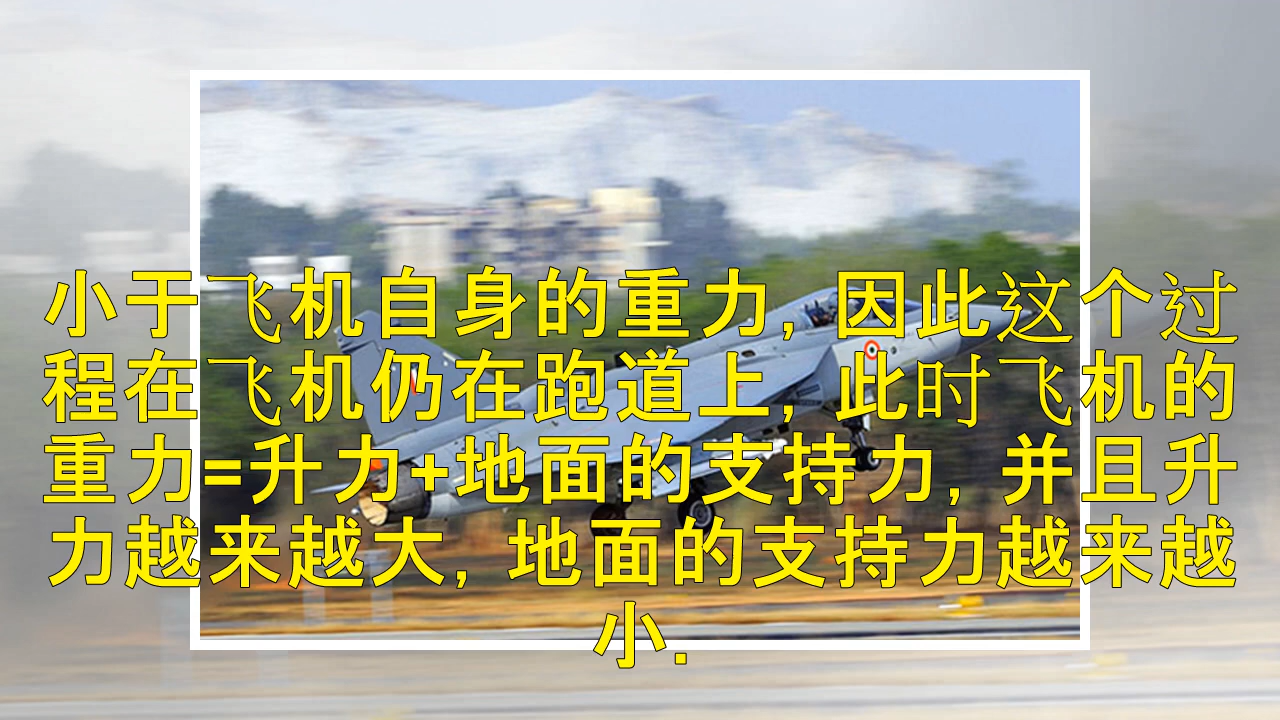 小于飞机自身的重力, 因此这个过
程在飞机仍在跑道上, 此时飞机的
重力=升力+地面的支持力, 并且升
力越来越大, 地面的支持力越来越
小.